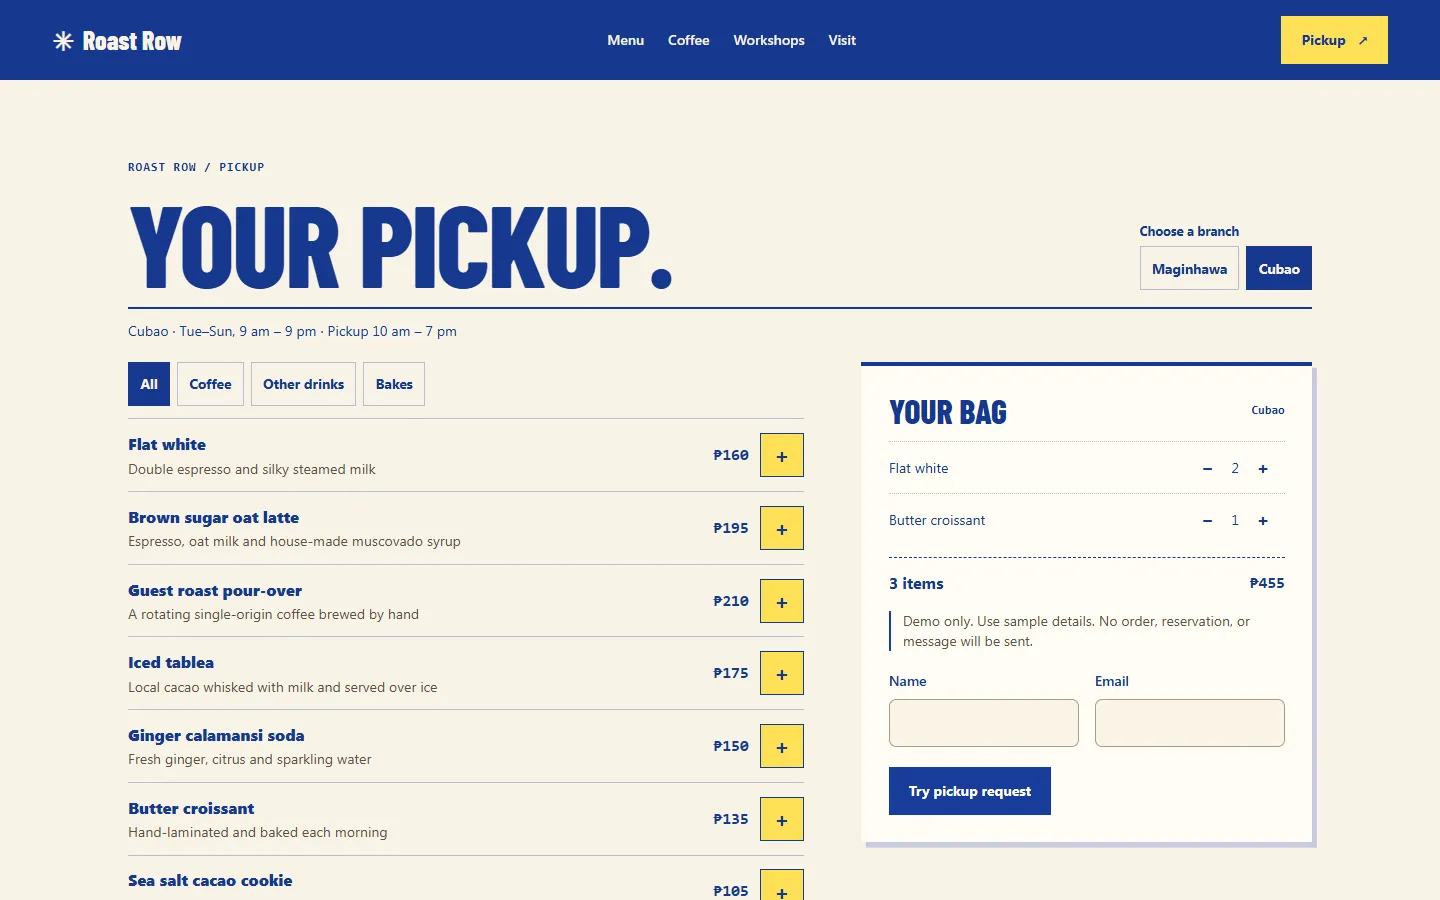 Roast Row
Menu
Coffee
Workshops
Visit
Pickup ↗
ROAST ROW / PICKUP
YOUR PICKUP.
Choose a branch
Maginhawa
Cubao
Cubao · Tue–Sun, 9 am – 9 pm · Pickup 10 am – 7 pm
All
Coffee
Other drinks
Bakes
Flat white
Double espresso and silky steamed milk
₱160 +
Brown sugar oat latte
Espresso, oat milk and house-made muscovado syrup
₱195 +
Guest roast pour-over
A rotating single-origin coffee brewed by hand
₱210 +
Iced tablea
Local cacao whisked with milk and served over ice
₱175 +
Ginger calamansi soda
Fresh ginger, citrus and sparkling water
₱150 +
Butter croissant
Hand-laminated and baked each morning
₱135 +
Sea salt cacao cookie
₱105 +
YOUR BAG
Cubao
Flat white − 2 +
Butter croissant − 1 +
3 items ₱455
Demo only. Use sample details. No order, reservation, or
message will be sent.
Name
Email
Try pickup request